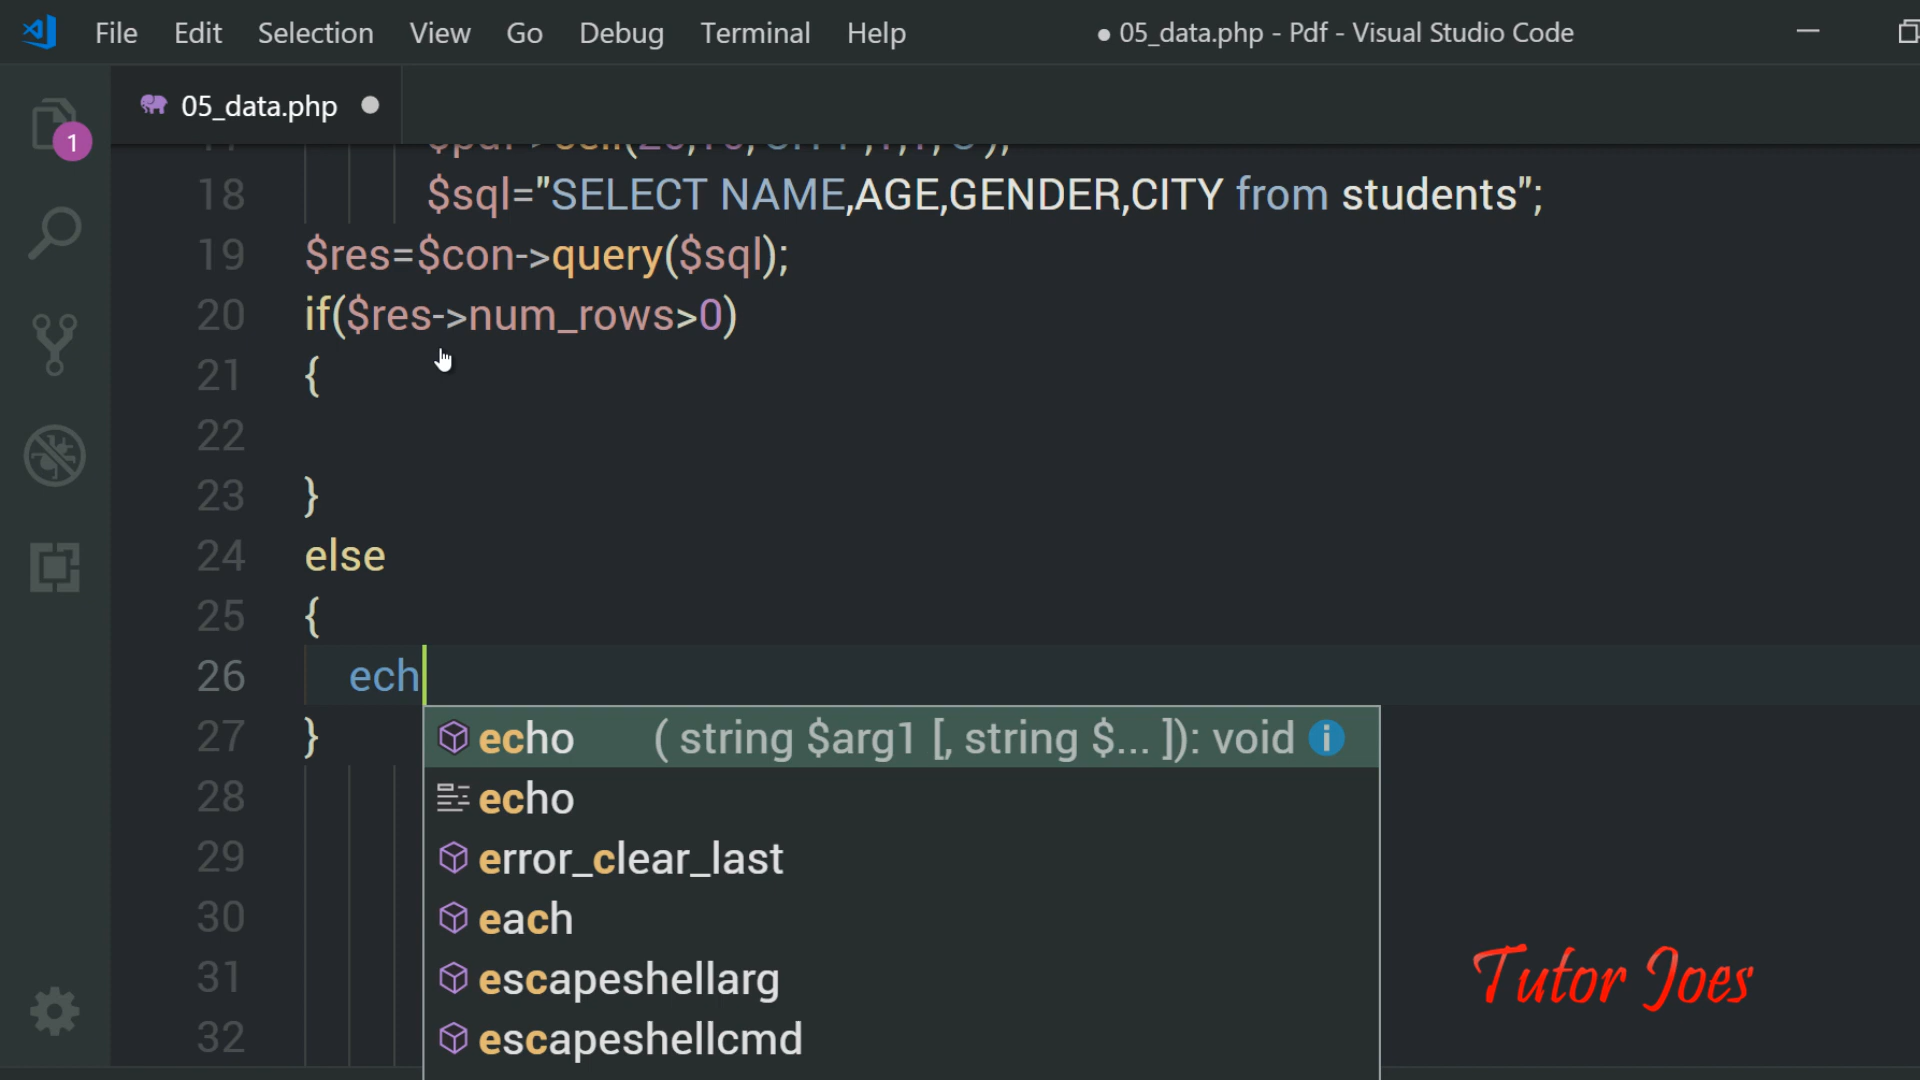 File Edit Selection View Go Debug Terminal Help ● 05_data.php - Pdf - Visual Studio Code
05_data.php
1
18 $sql="SELECT NAME,AGE,GENDER,CITY from students";
19 $res=$con->query($sql);
20 if($res->num_rows>0)
21 {
22
23 }
24 else
25 {
26 ech
27 }
echo ( string $arg1 [, string $... ]): void
28 echo
29 error_clear_last
30 each
31 escapeshellarg
32 escapeshellcmd
Tutor Joes